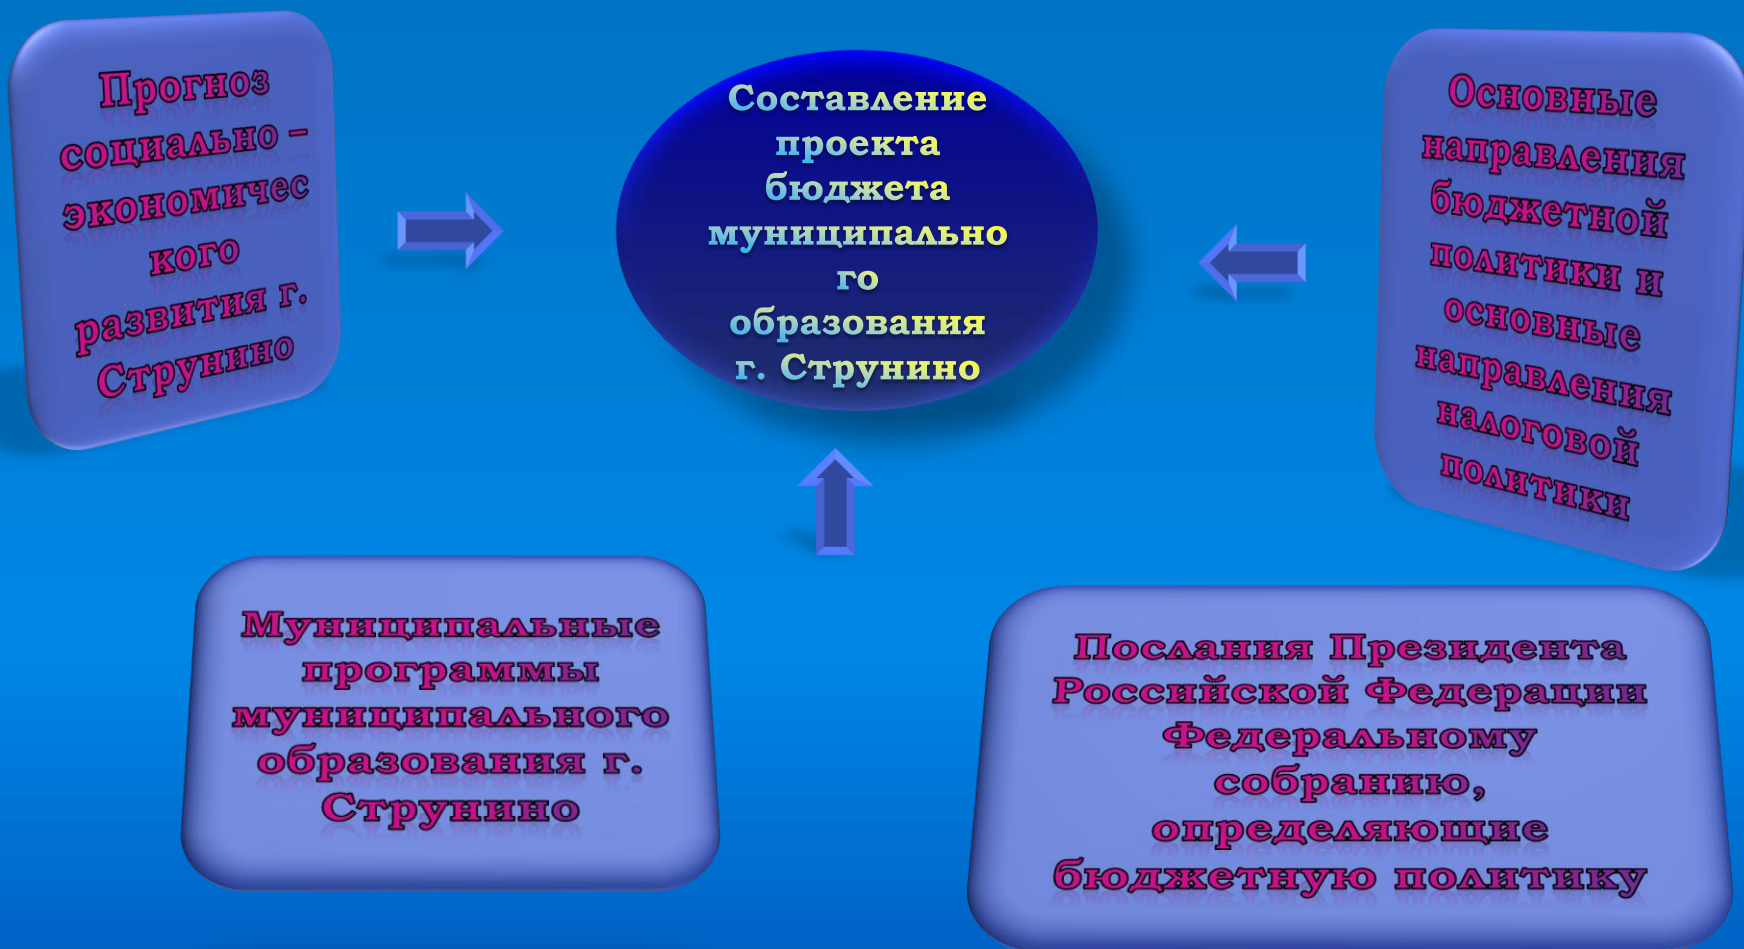 Прогноз
социально –
экономичес
кого
развития г.
Струнино
Составление
проекта
бюджета
муниципально
го
образования
г. Струнино
Основные
направления
бюджетной
политики и
основные
направления
налоговой
политики
Муниципальные
программы
муниципального
образования г.
Струнино
Послания Президента
Российской Федерации
Федеральному
собранию,
определяющие
бюджетную политику